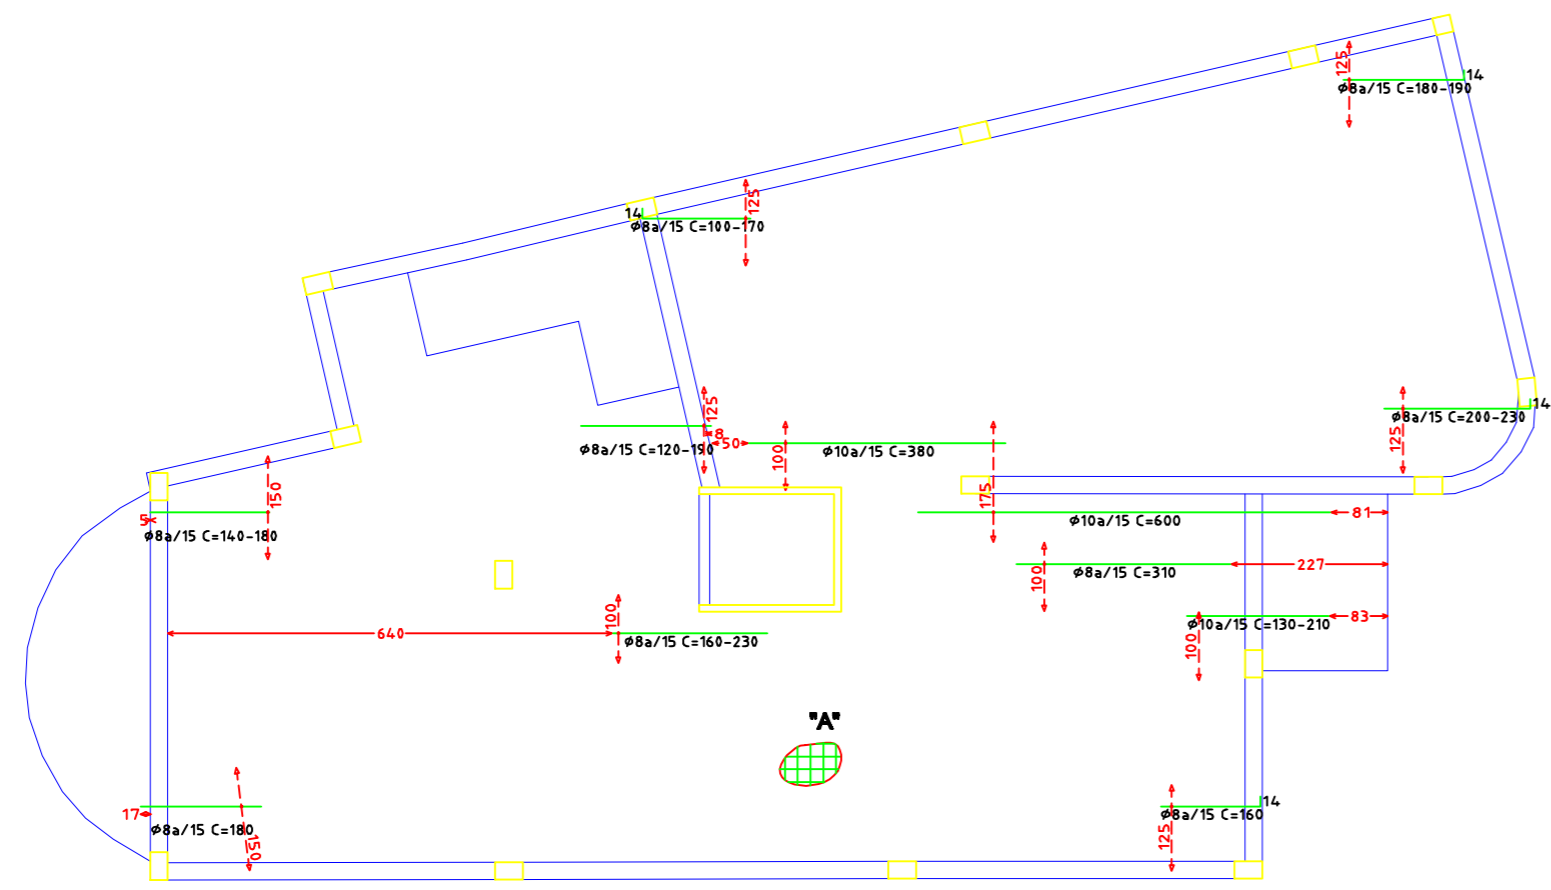 125
14
ø8a/15 C=180-190
125
14
ø8a/15 C=100-170
125
14
ø8a/15 C=200-230
125
8
50
ø8a/15 C=120-190
100
ø10a/15 C=380
150
5
ø8a/15 C=140-180
175
ø10a/15 C=600
81
100
ø8a/15 C=310
227
100
ø10a/15 C=130-210
83
640
100
ø8a/15 C=160-230
"A"
17
ø8a/15 C=180
150
14
ø8a/15 C=160
125